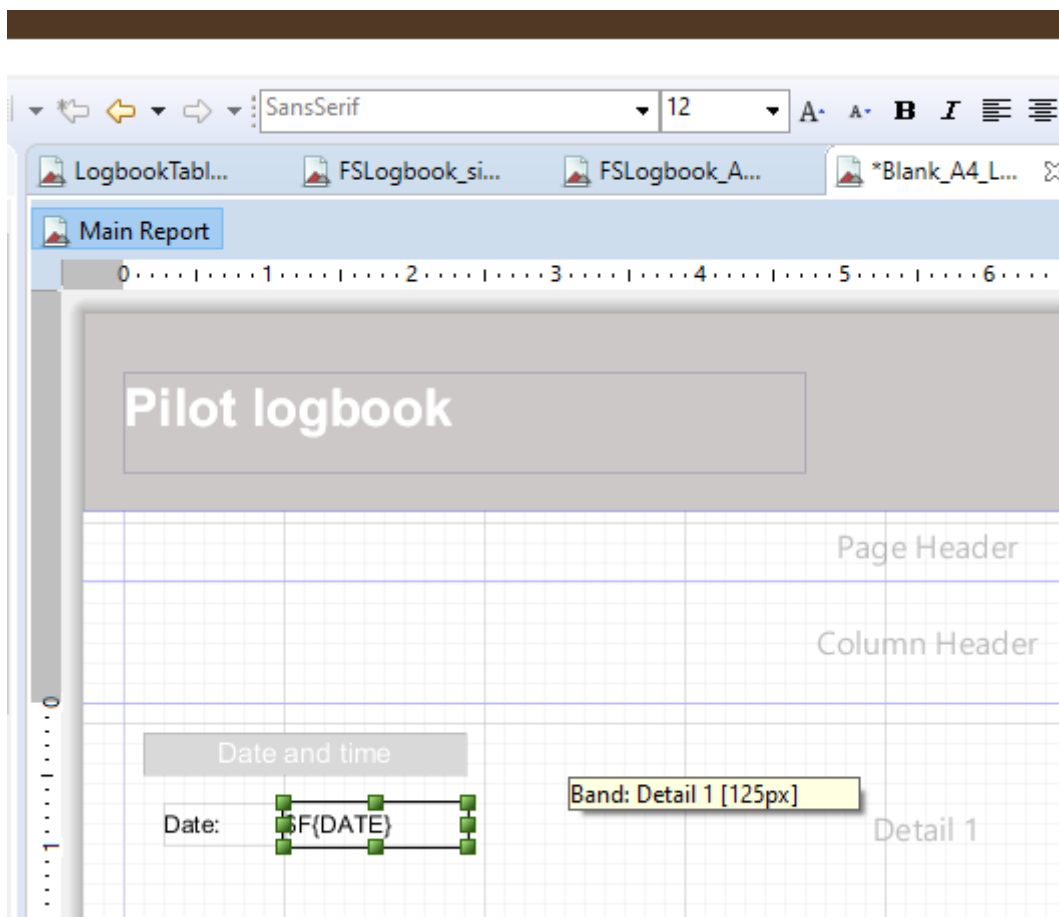 SansSerif 12 A A B I
LogbookTabl... FSLogbook_si... FSLogbook_A... *Blank_A4_L...
Main Report
0 1 2 3 4 5 6
Pilot logbook
Page Header
Column Header
0
Date and time
Band: Detail 1 [125px]
Date: $F{DATE}
Detail 1
1